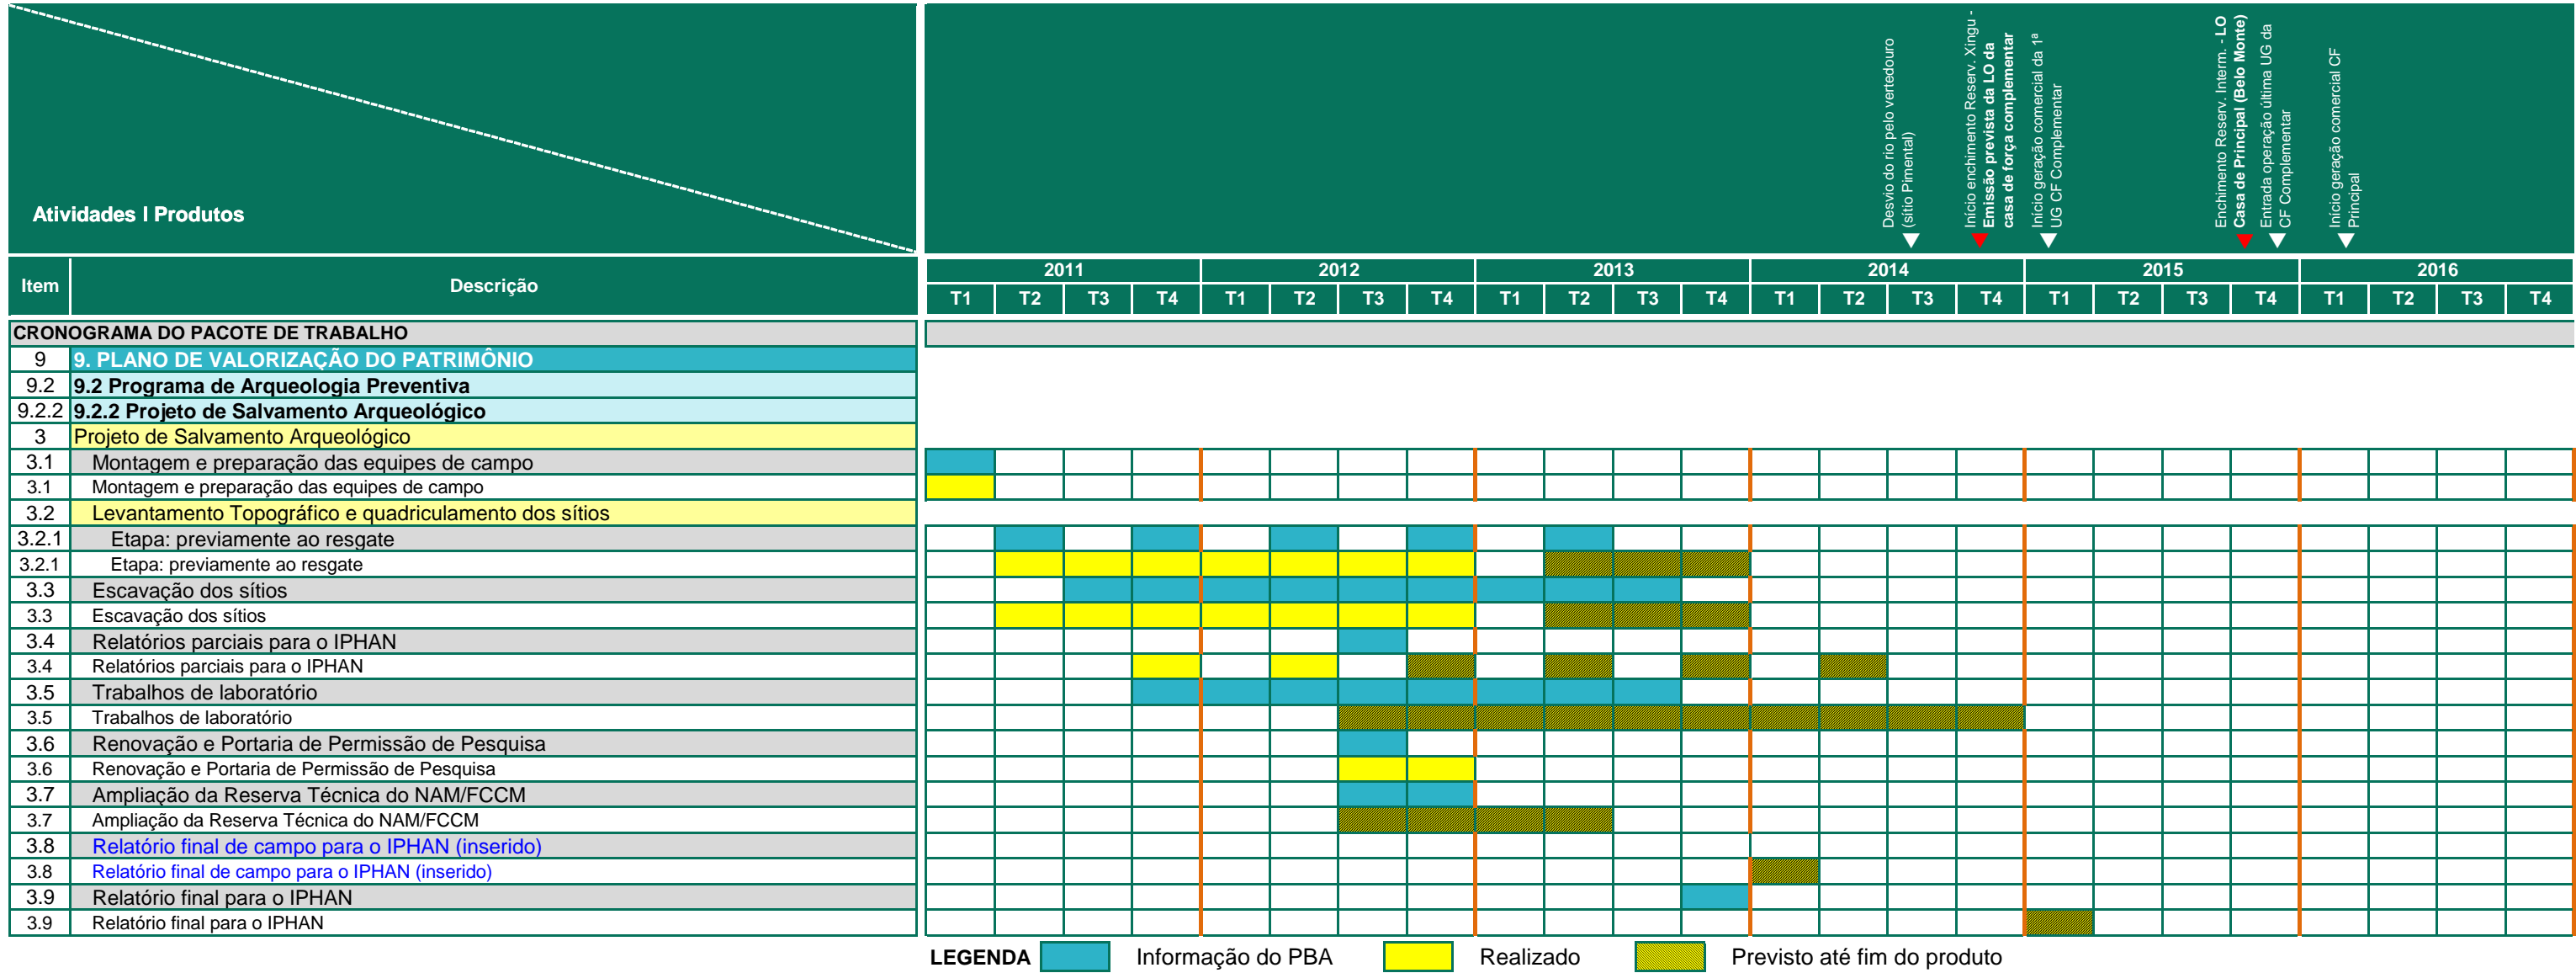 Desvio do rio pelo vertedouro
(sítio Pimental)
Início enchimento Reserv. Xingu -
Emissão prevista da LO da
casa de força complementar
Início geração comercial da 1ª
UG CF Complementar
Enchimento Reserv. Interm. - LO
Casa de Principal (Belo Monte)
Entrada operação última UG da
CF Complementar
Início geração comercial CF
Principal
Atividades I Produtos
Item Descrição 2011 2012 2013 2014 2015 2016
T1 T2 T3 T4 T1 T2 T3 T4 T1 T2 T3 T4 T1 T2 T3 T4 T1 T2 T3 T4 T1 T2 T3 T4
CRONOGRAMA DO PACOTE DE TRABALHO
9 9. PLANO DE VALORIZAÇÃO DO PATRIMÔNIO
9.2 9.2 Programa de Arqueologia Preventiva
9.2.2 9.2.2 Projeto de Salvamento Arqueológico
3 Projeto de Salvamento Arqueológico
3.1 Montagem e preparação das equipes de campo
3.1 Montagem e preparação das equipes de campo
3.2 Levantamento Topográfico e quadriculamento dos sítios
3.2.1 Etapa: previamente ao resgate
3.2.1 Etapa: previamente ao resgate
3.3 Escavação dos sítios
3.3 Escavação dos sítios
3.4 Relatórios parciais para o IPHAN
3.4 Relatórios parciais para o IPHAN
3.5 Trabalhos de laboratório
3.5 Trabalhos de laboratório
3.6 Renovação e Portaria de Permissão de Pesquisa
3.6 Renovação e Portaria de Permissão de Pesquisa
3.7 Ampliação da Reserva Técnica do NAM/FCCM
3.7 Ampliação da Reserva Técnica do NAM/FCCM
3.8 Relatório final de campo para o IPHAN (inserido)
3.8 Relatório final de campo para o IPHAN (inserido)
3.9 Relatório final para o IPHAN
3.9 Relatório final para o IPHAN
LEGENDA Informação do PBA Realizado Previsto até fim do produto